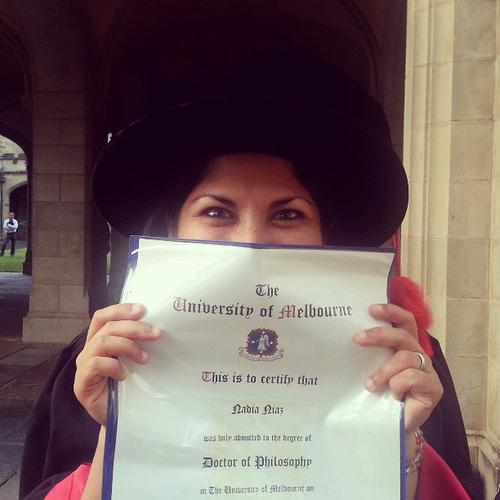 The
University of Melbourne
This is to certify that
Nadia Niaz
was duly admitted to the degree of
Doctor of Philosophy
in The University of Melbourne on